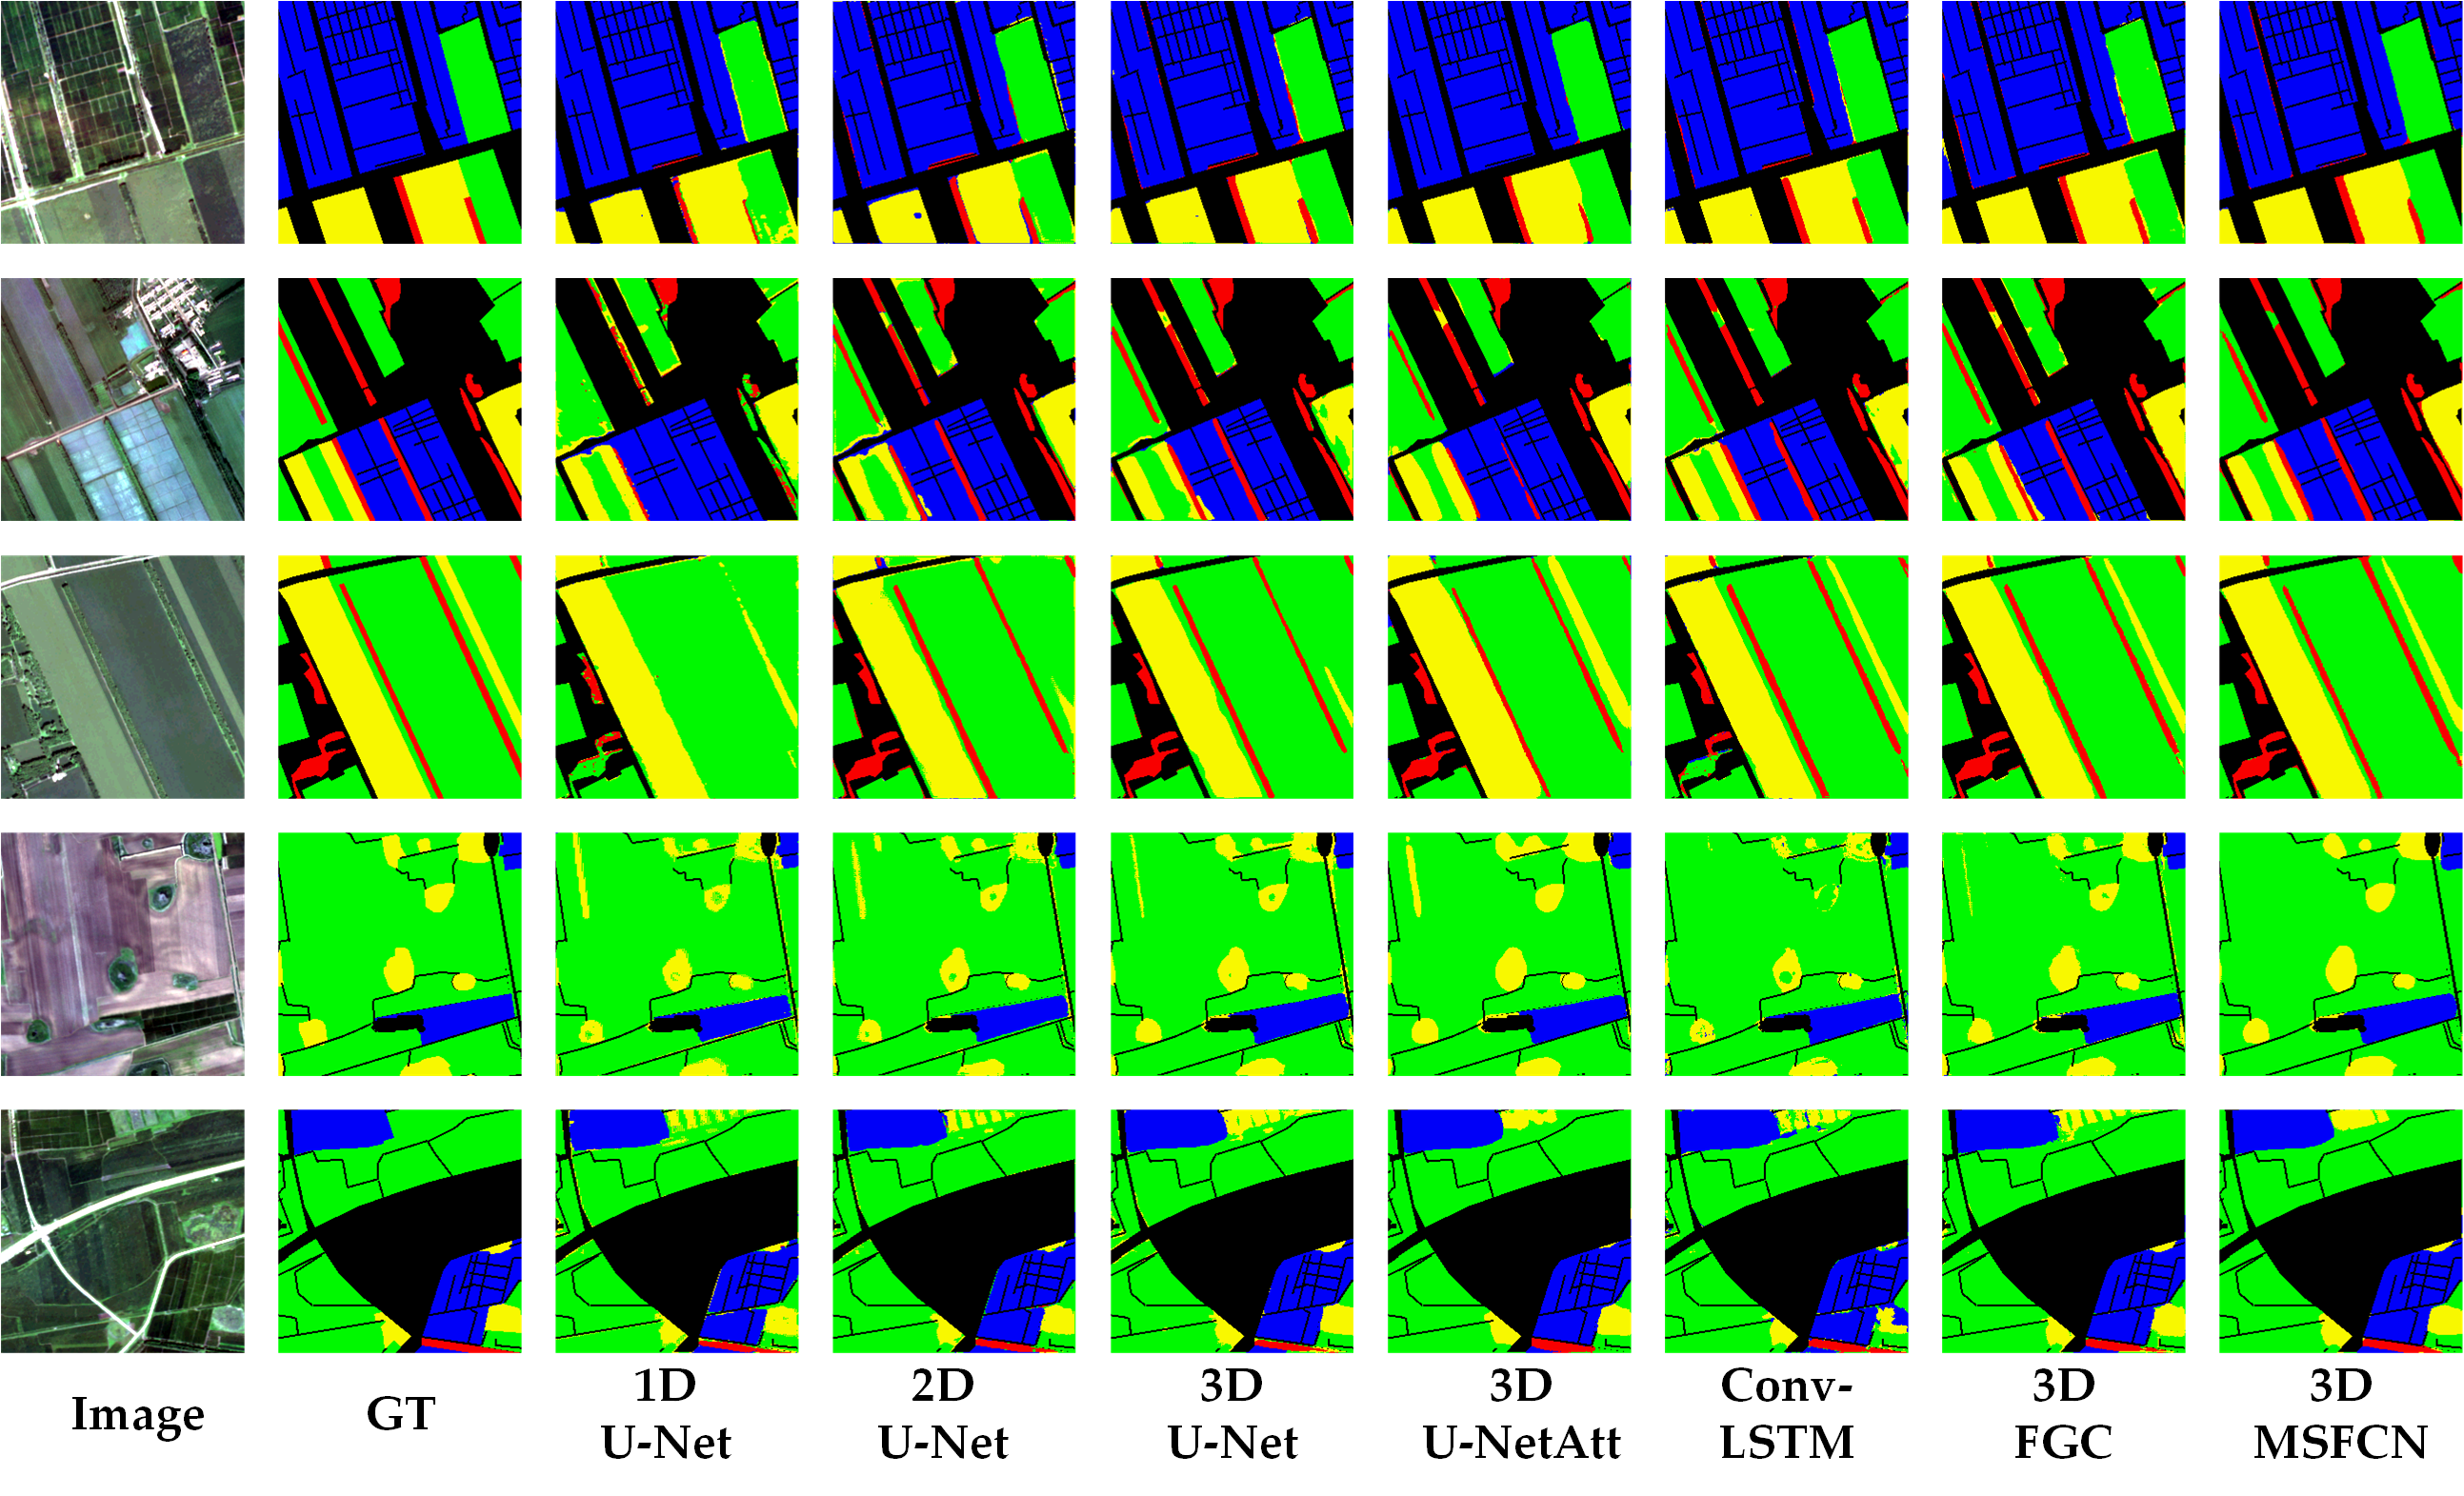 Image
GT
1D
U-Net
2D
U-Net
3D
U-Net
3D
U-NetAtt
Conv-
LSTM
3D
FGC
3D
MSFCN